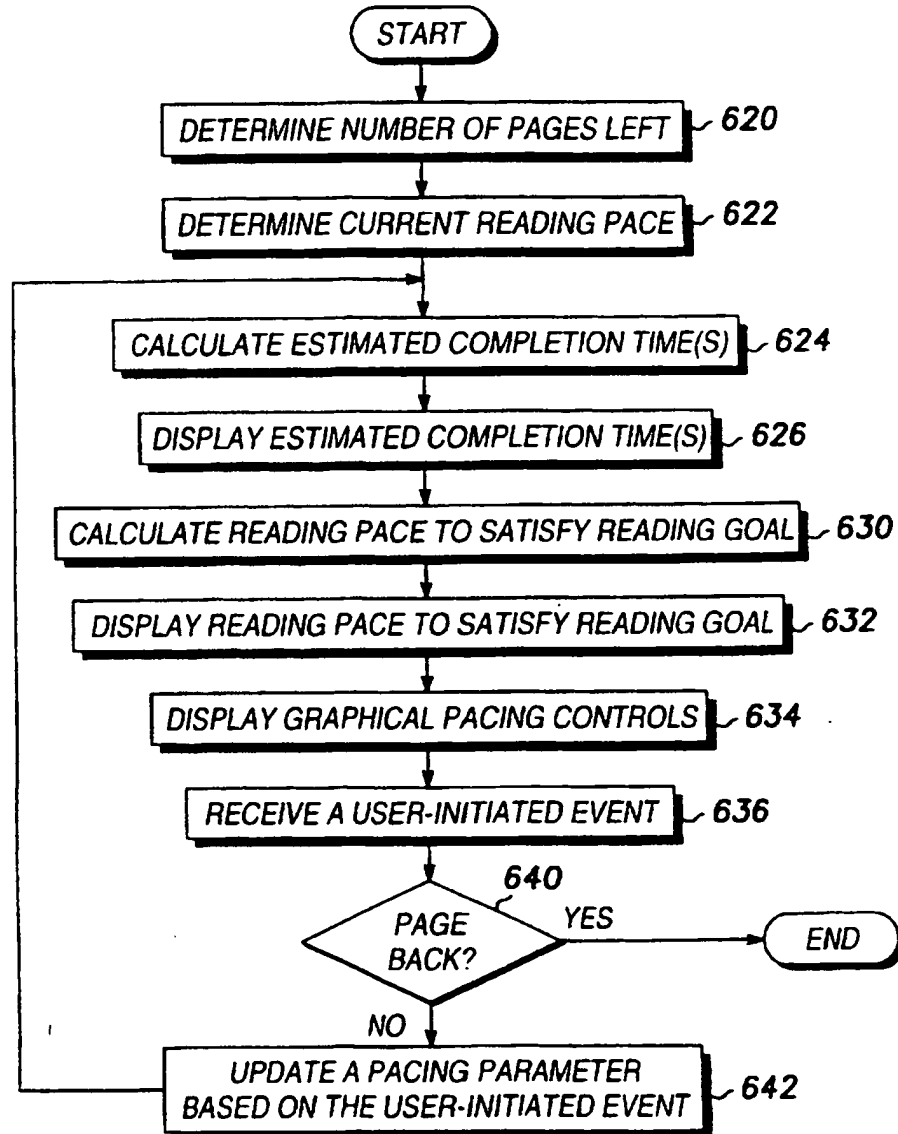 START
DETERMINE NUMBER OF PAGES LEFT 620
DETERMINE CURRENT READING PACE 622
CALCULATE ESTIMATED COMPLETION TIME(S) 624
DISPLAY ESTIMATED COMPLETION TIME(S) 626
CALCULATE READING PACE TO SATISFY READING GOAL 630
DISPLAY READING PACE TO SATISFY READING GOAL 632
DISPLAY GRAPHICAL PACING CONTROLS 634
RECEIVE A USER-INITIATED EVENT 636
640
PAGE
BACK?
YES
END
NO
UPDATE A PACING PARAMETER
BASED ON THE USER-INITIATED EVENT 642